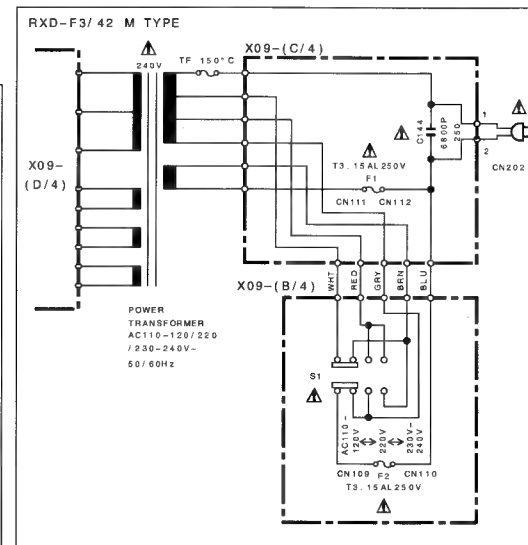 RXD-F3/42 M TYPE
240V
TF 150°C
X09-(C/4)
X09-
(D/4)
C144
6800P
250
1
2
CN202
T3.15AL250V
F1
CN111 CN112
WHT
RED
GRY
BRN
BLU
X09-(B/4)
POWER
TRANSFORMER
AC110-120/220
/230-240V~
50/60Hz
S1
AC110-
120V
220V
230V-
240V
CN109 F2 CN110
T3.15AL250V